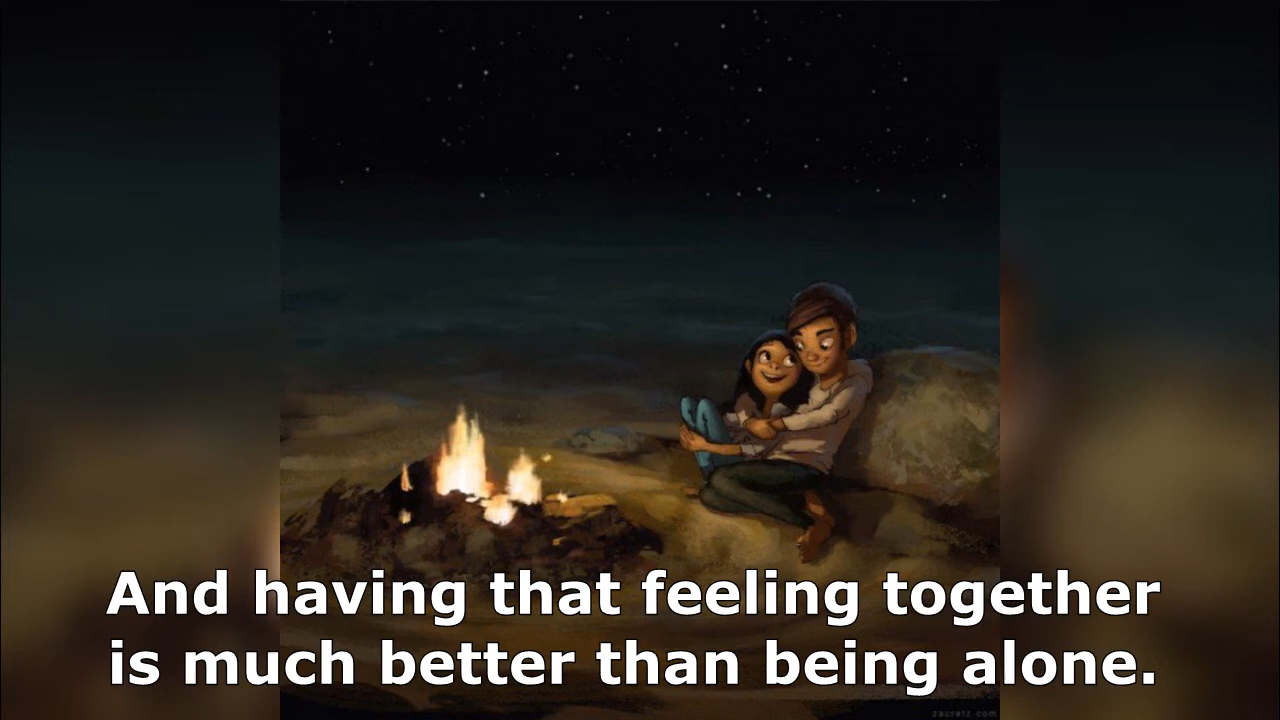 And having that feeling together
is much better than being alone.